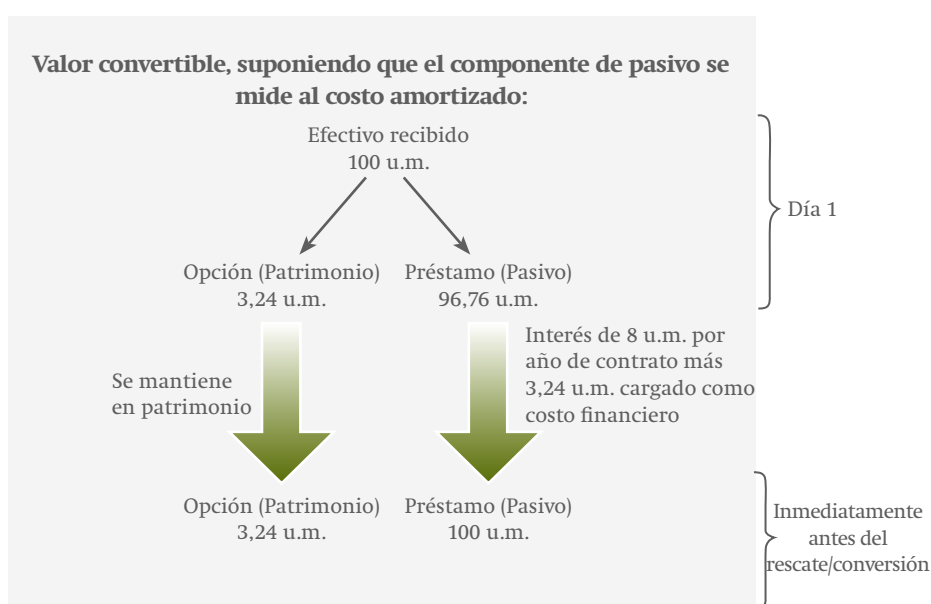 Valor convertible, suponiendo que el componente de pasivo se
mide al costo amortizado:
Efectivo recibido
100 u.m.
Día 1
Opción (Patrimonio)
3,24 u.m.
Préstamo (Pasivo)
96,76 u.m.
Se mantiene
en patrimonio
Interés de 8 u.m. por
año de contrato más
3,24 u.m. cargado como
costo financiero
Opción (Patrimonio)
3,24 u.m.
Préstamo (Pasivo)
100 u.m.
Inmediatamente
antes del
rescate/conversión